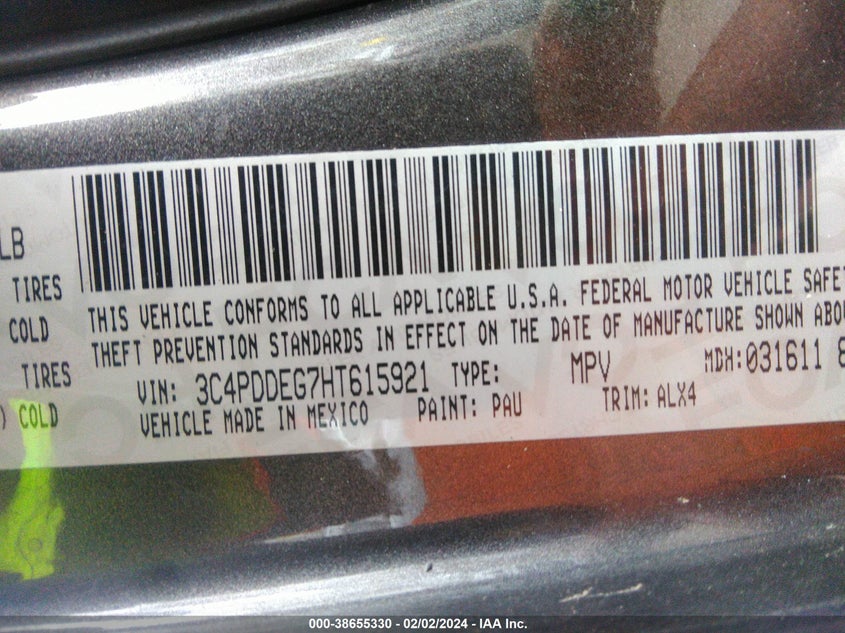 LB
TIRES
COLD
TIRES
) COLD
THIS VEHICLE CONFORMS TO ALL APPLICABLE U.S.A. FEDERAL MOTOR VEHICLE SAFET
THEFT PREVENTION STANDARDS IN EFFECT ON THE DATE OF MANUFACTURE SHOWN ABO
VIN: 3C4PDDEG7HT615921 TYPE: MPV MDH:031611 8
VEHICLE MADE IN MEXICO PAINT: PAU TRIM: ALX4
000-38655330 - 02/02/2024 - IAA Inc.